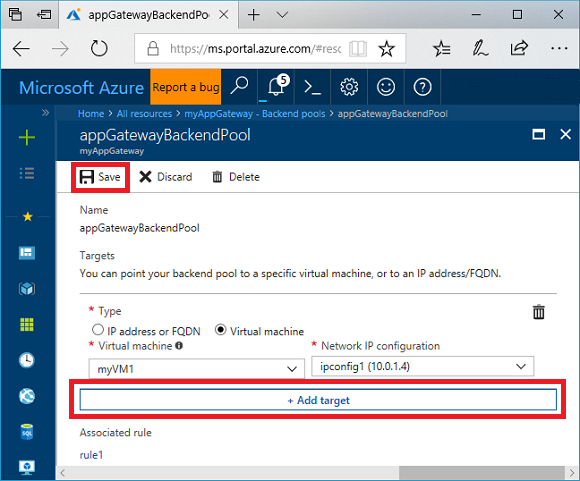 appGatewayBackendPo
https://ms.portal.azure.com/#resc
Microsoft Azure
Report a bug
5
Home > All resources > myAppGateway - Backend pools > appGatewayBackendPool
appGatewayBackendPool
myAppGateway
Save
Discard
Delete
Name
appGatewayBackendPool
Targets
You can point your backend pool to a specific virtual machine, or to an IP address/FQDN.
* Type
IP address or FQDN
Virtual machine
* Virtual machine
* Network IP configuration
myVM1
ipconfig1 (10.0.1.4)
+ Add target
Associated rule
rule1
SQL